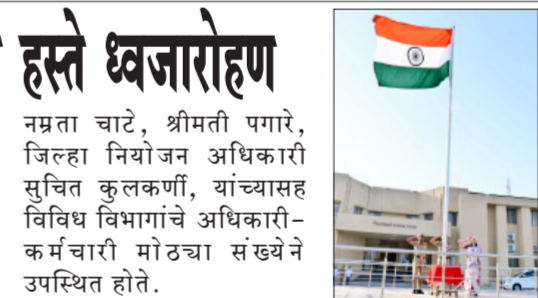 हस्ते ध्वजारोहण
नम्रता चाटे, श्रीमती पगारे,
जिल्हा नियोजन अधिकारी
सुचित कुलकर्णी, यांच्यासह
विविध विभागांचे अधिकारी-
कर्मचारी मोठ्या संख्येने
उपस्थित होते.